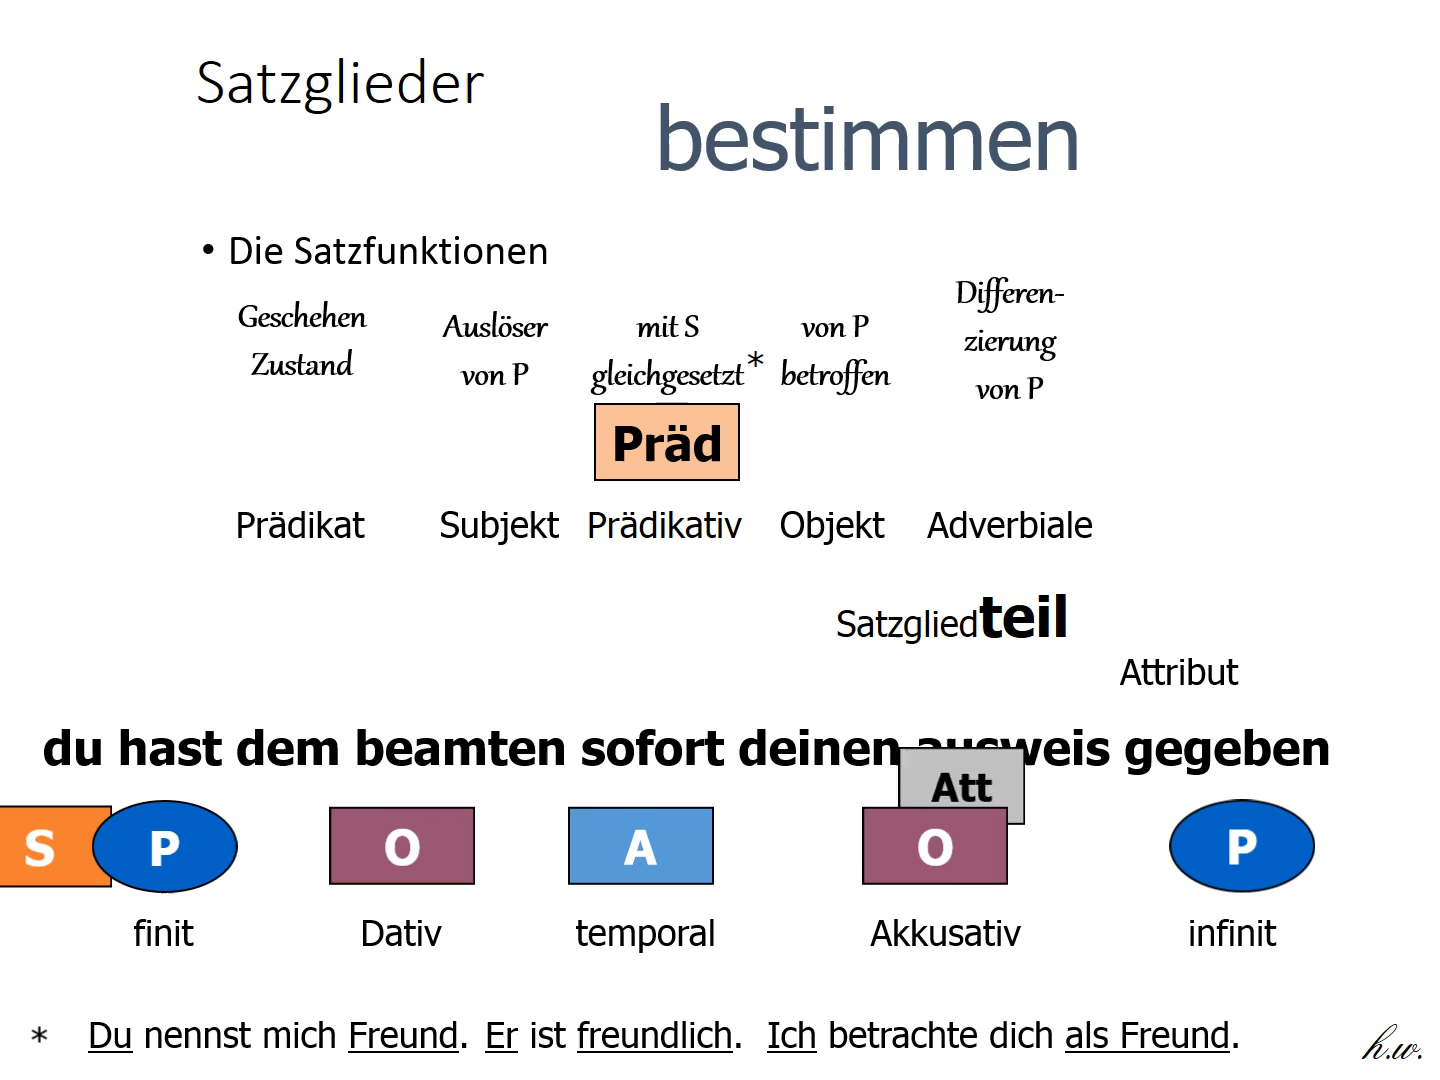 Satzglieder
bestimmen
• Die Satzfunktionen
Geschehen
Zustand
Auslöser
von P
mit S
gleichgesetzt*
von P
betroffen
Differen-
zierung
von P
Präd
Prädikat Subjekt Prädikativ Objekt Adverbiale
Satzgliedteil
Attribut
du hast dem beamten sofort deinen ausweis gegeben
Att
S P O A O P
finit Dativ temporal Akkusativ infinit
* Du nennst mich Freund. Er ist freundlich. Ich betrachte dich als Freund.
h.w.